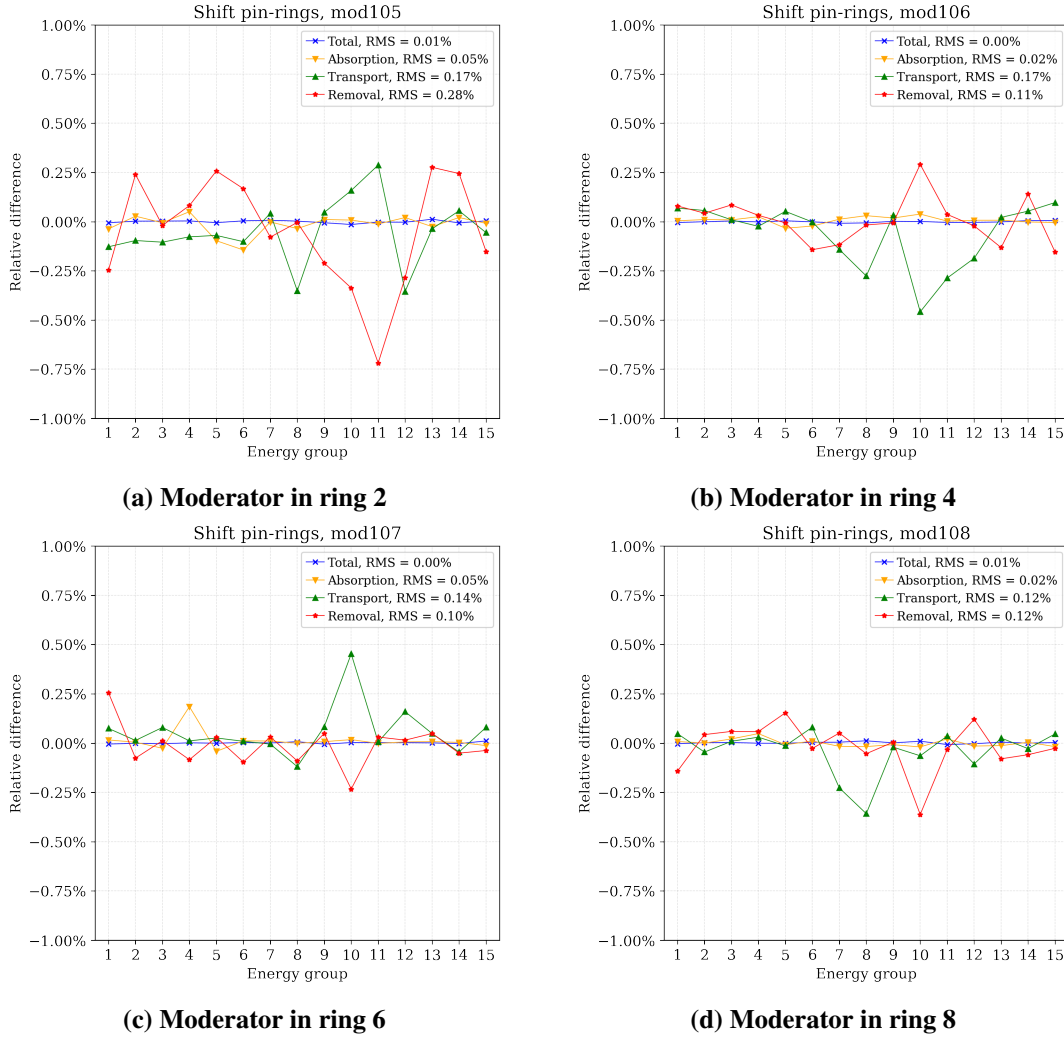 Shift pin-rings, mod105
1.00%
0.75%
0.50%
0.25%
0.00%
−0.25%
−0.50%
−0.75%
−1.00%
Relative difference
Total, RMS = 0.01%
Absorption, RMS = 0.05%
Transport, RMS = 0.17%
Removal, RMS = 0.28%
1 2 3 4 5 6 7 8 9 10 11 12 13 14 15
Energy group
(a) Moderator in ring 2
Shift pin-rings, mod106
1.00%
0.75%
0.50%
0.25%
0.00%
−0.25%
−0.50%
−0.75%
−1.00%
Relative difference
Total, RMS = 0.00%
Absorption, RMS = 0.02%
Transport, RMS = 0.17%
Removal, RMS = 0.11%
1 2 3 4 5 6 7 8 9 10 11 12 13 14 15
Energy group
(b) Moderator in ring 4
Shift pin-rings, mod107
1.00%
0.75%
0.50%
0.25%
0.00%
−0.25%
−0.50%
−0.75%
−1.00%
Relative difference
Total, RMS = 0.00%
Absorption, RMS = 0.05%
Transport, RMS = 0.14%
Removal, RMS = 0.10%
1 2 3 4 5 6 7 8 9 10 11 12 13 14 15
Energy group
(c) Moderator in ring 6
Shift pin-rings, mod108
1.00%
0.75%
0.50%
0.25%
0.00%
−0.25%
−0.50%
−0.75%
−1.00%
Relative difference
Total, RMS = 0.01%
Absorption, RMS = 0.02%
Transport, RMS = 0.12%
Removal, RMS = 0.12%
1 2 3 4 5 6 7 8 9 10 11 12 13 14 15
Energy group
(d) Moderator in ring 8